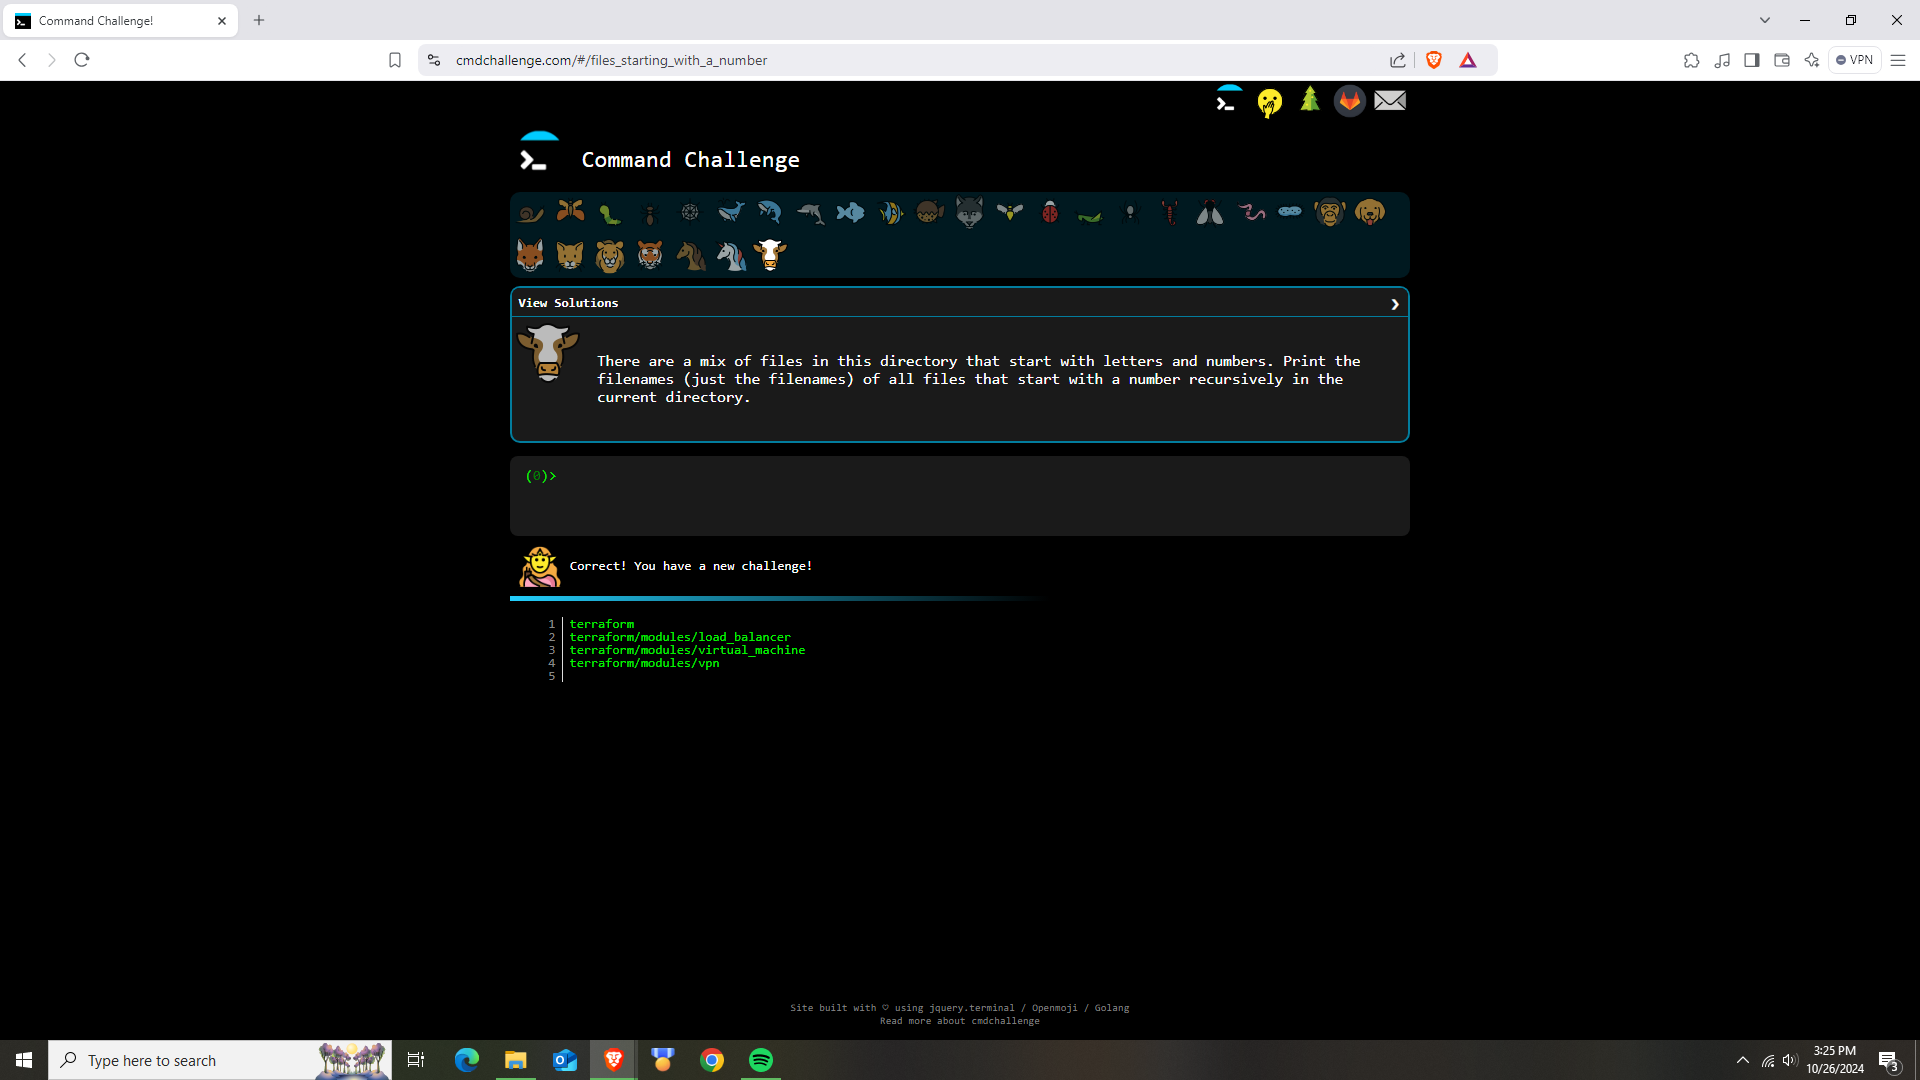 Command Challenge!
cmdchallenge.com/#/files_starting_with_a_number
VPN
Command Challenge
View Solutions
There are a mix of files in this directory that start with letters and numbers. Print the
filenames (just the filenames) of all files that start with a number recursively in the
current directory.
(0)>
Correct! You have a new challenge!
1 terraform
2 terraform/modules/load_balancer
3 terraform/modules/virtual_machine
4 terraform/modules/vpn
5
Site built with ♡ using jquery.terminal / Openmoji / Golang
Read more about cmdchallenge
Type here to search
3:25 PM
10/26/2024
3